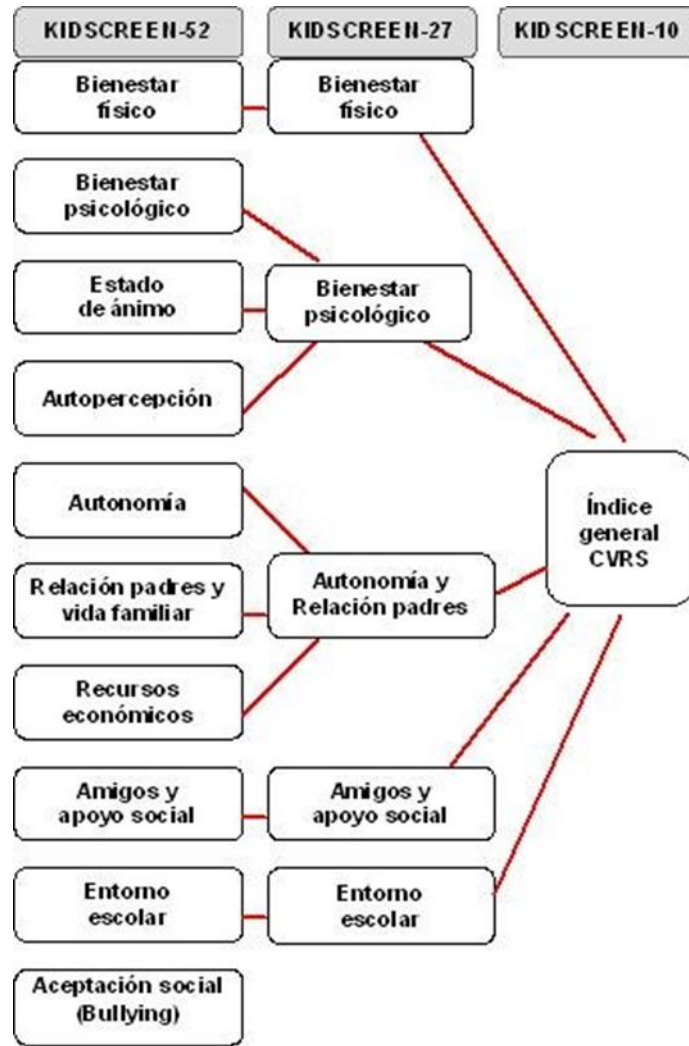 KIDSCREEN-52
KIDSCREEN-27
KIDSCREEN-10
Bienestar
físico
Bienestar
físico
Bienestar
psicológico
Estado
de ánimo
Bienestar
psicológico
Autopercepción
Autonomía
Índice
general
CVRS
Relación padres y
vida familiar
Autonomía y
Relación padres
Recursos
económicos
Amigos y
apoyo social
Amigos y
apoyo social
Entorno
escolar
Entorno
escolar
Aceptación social
(Bullying)